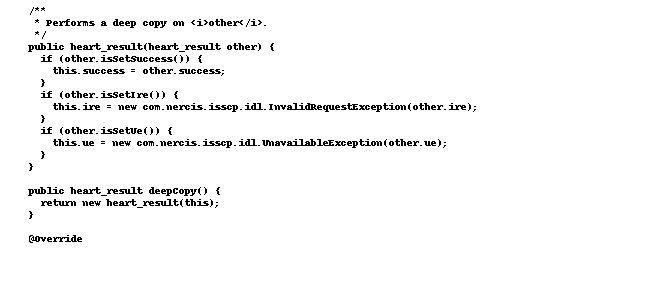 /**
 * Performs a deep copy on <i>other</i>.
 */
public heart_result(heart_result other) {
  if (other.isSetSuccess()) {
    this.success = other.success;
  }
  if (other.isSetIre()) {
    this.ire = new com.nercis.isscp.idl.InvalidRequestException(other.ire);
  }
  if (other.isSetUe()) {
    this.ue = new com.nercis.isscp.idl.UnavailableException(other.ue);
  }
}

public heart_result deepCopy() {
  return new heart_result(this);
}

@Override